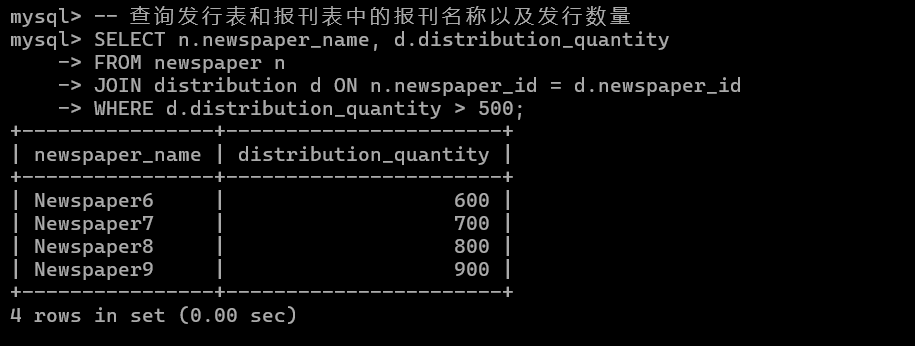 mysql> -- 查询发行表和报刊表中的报刊名称以及发行数量
mysql> SELECT n.newspaper_name, d.distribution_quantity
    -> FROM newspaper n
    -> JOIN distribution d ON n.newspaper_id = d.newspaper_id
    -> WHERE d.distribution_quantity > 500;
+----------------+-----------------------+
| newspaper_name | distribution_quantity |
+----------------+-----------------------+
| Newspaper6     |                   600 |
| Newspaper7     |                   700 |
| Newspaper8     |                   800 |
| Newspaper9     |                   900 |
+----------------+-----------------------+
4 rows in set (0.00 sec)